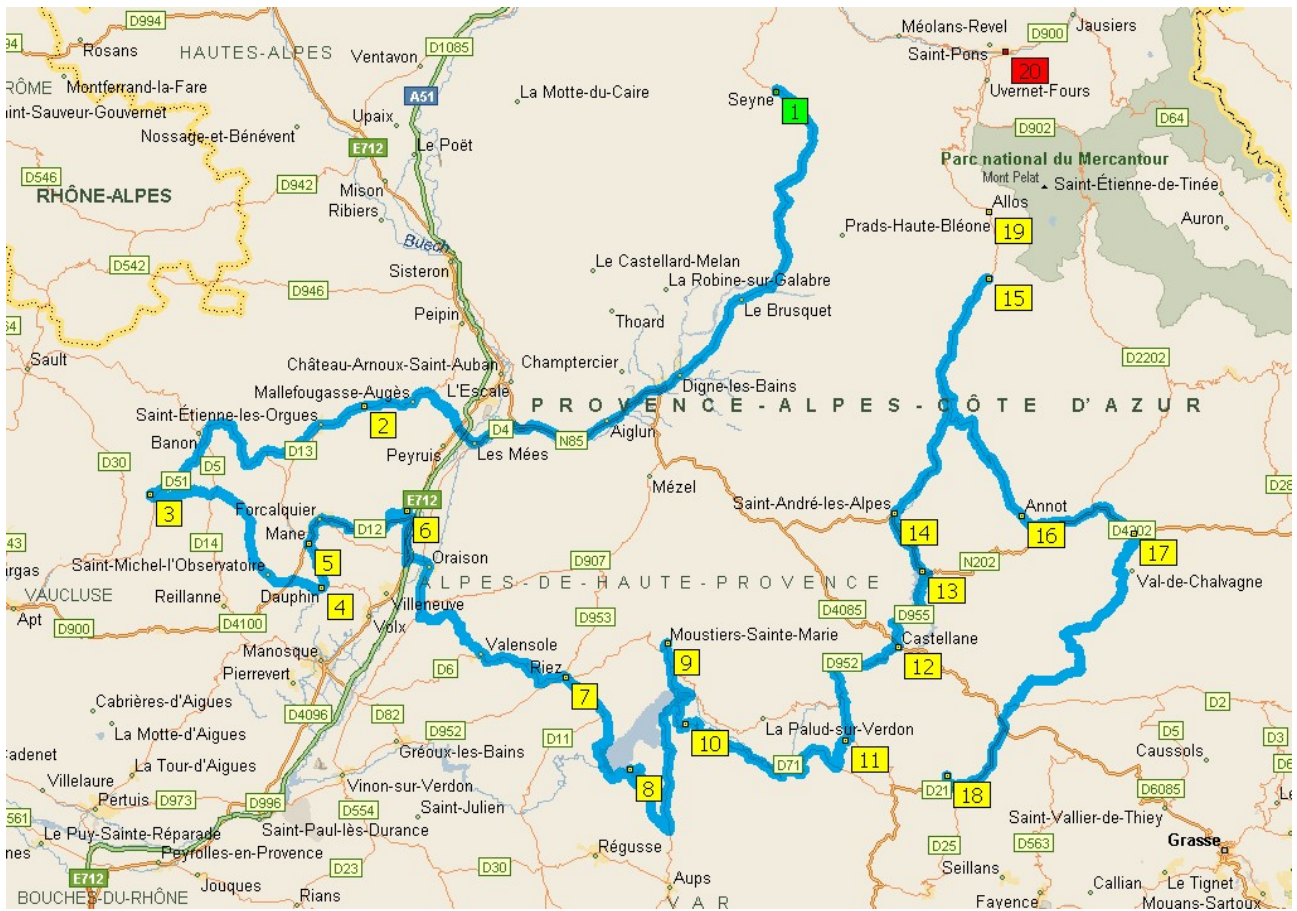 D994
D994
Rosans
HAUTES-ALPES
Ventavon
D1085
Méolans-Revel
D900
Jausiers
Saint-Pons
20
Uvernet-Fours
Montferrand-la-Fare
A51
La Motte-du-Caire
Seyne
1
Upaix
Nossage-et-Bénévent
E712
Le Poët
D902
D64
Parc national du Mercantour
Mont Pelat
Saint-Étienne-de-Tinée
D546
D942
Mison
RHÔNE-ALPES
Ribiers
Allos
Auron
Prads-Haute-Bléone
19
Buech
D542
Sisteron
Le Castellard-Melan
La Robine-sur-Galabre
D946
15
Peipin
Thoard
Le Brusquet
Sault
Château-Arnoux-Saint-Auban
Champtercier
D2202
Mallefougasse-Augès
L'Escale
Digne-les-Bains
Saint-Étienne-les-Orgues
2
PROVENCE-ALPES-CÔTE D'AZUR
Banon
D13
D4
N85
Aiglun
D30
D5
Peyruis
Les Mées
D51
Mézel
3
Forcalquier
E712
Saint-André-les-Alpes
Annot
D12
6
14
16
D4202
Mane
D14
5
17
Saint-Michel-l'Observatoire
Oraison
D907
N202
ALPES-DE-HAUTE-PROVENCE
13
Val-de-Chalvagne
VAUCLUSE
Reillanne
Dauphin
4
Villeneuve
Apt
D900
D4100
Volx
D953
D4085
D955
Moustiers-Sainte-Marie
Castellane
Manosque
Valensole
9
12
Pierrevert
D6
Riez
D952
7
Cabrières-d'Aigues
D4096
D82
D2
10
La Palud-sur-Verdon
La Motte-d'Aigues
D952
D11
D5
Gréoux-les-Bains
11
Caussols
D3
La Tour-d'Aigues
D71
8
Villelaure
Vinon-sur-Verdon
D21
18
D6085
Pertuis
D973
D996
D554
Saint-Julien
Saint-Vallier-de-Thiey
Saint-Paul-lès-Durance
Le Puy-Sainte-Réparade
Régusse
D25
D563
Grasse
Peyrolles-en-Provence
D23
D30
Seillans
E712
Jouques
Aups
Callian
Le Tignet
BOUCHES-DU-RHÔNE
Rians
VAR
Fayence
Mouans-Sartoux